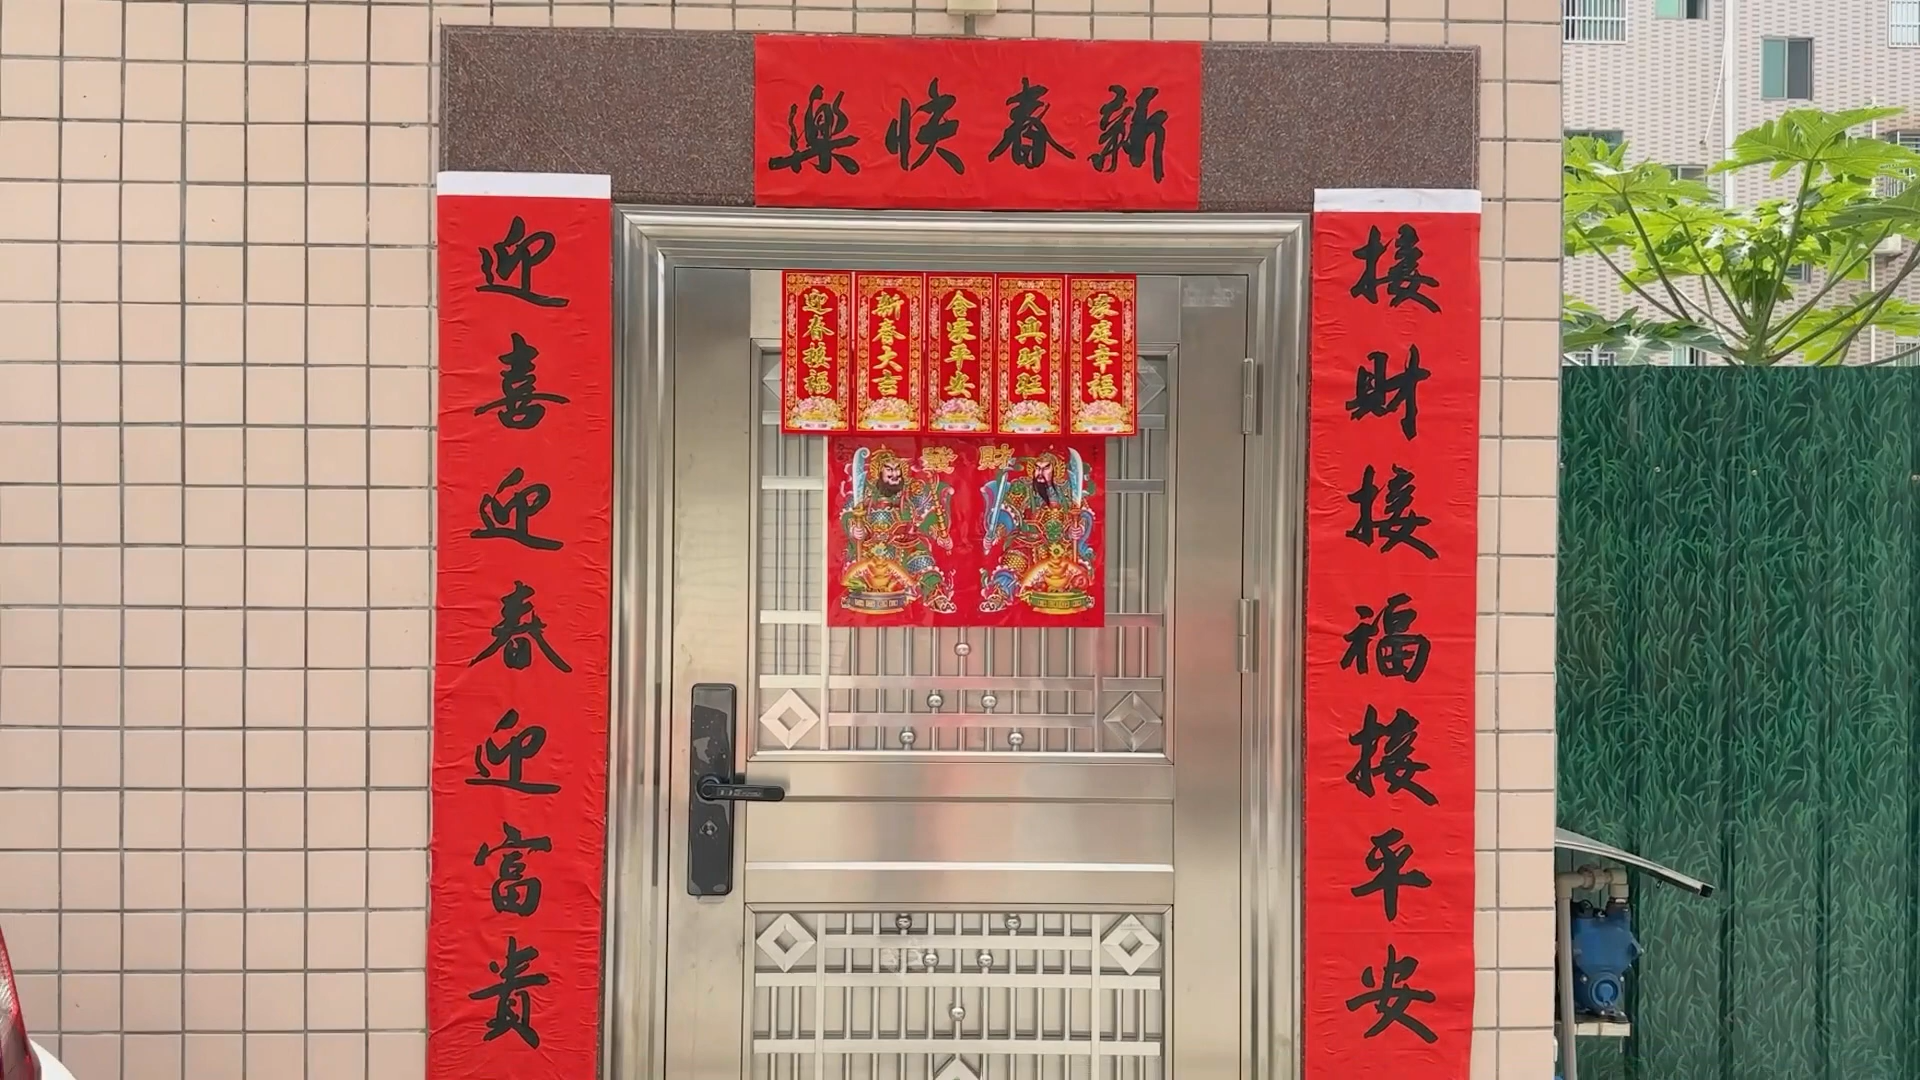 新春快樂
接財接福接平安
迎喜迎春迎富貴
家庭幸福
人興財旺
合家平安
新春大吉
迎春接福
發財